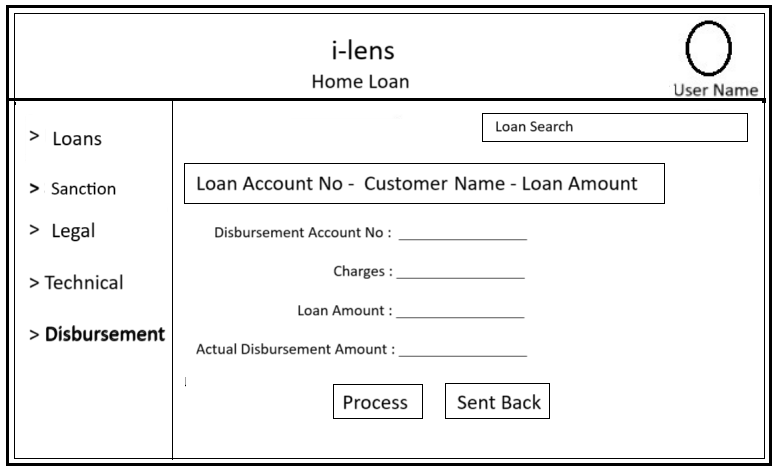 i-lens
Home Loan
User Name
> Loans
> Sanction
> Legal
> Technical
> Disbursement
Loan Search
Loan Account No - Customer Name - Loan Amount
Disbursement Account No : ________________
Charges : ________________
Loan Amount : ________________
Actual Disbursement Amount : ________________
Process
Sent Back